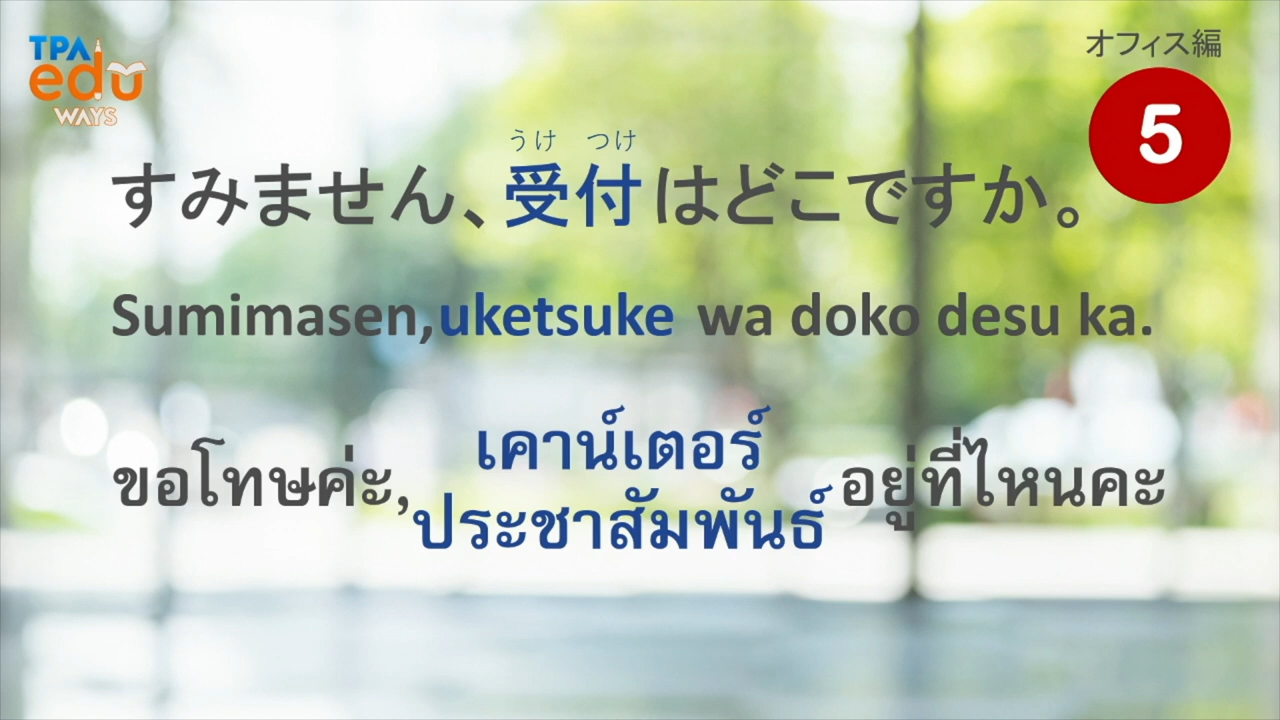 TPA
edu
WAYS
オフィス編
5
うけ つけ
すみません、受付はどこですか。
Sumimasen,uketsuke wa doko desu ka.
ขอโทษค่ะ, เคาน์เตอร์
ประชาสัมพันธ์ อยู่ที่ไหนคะ